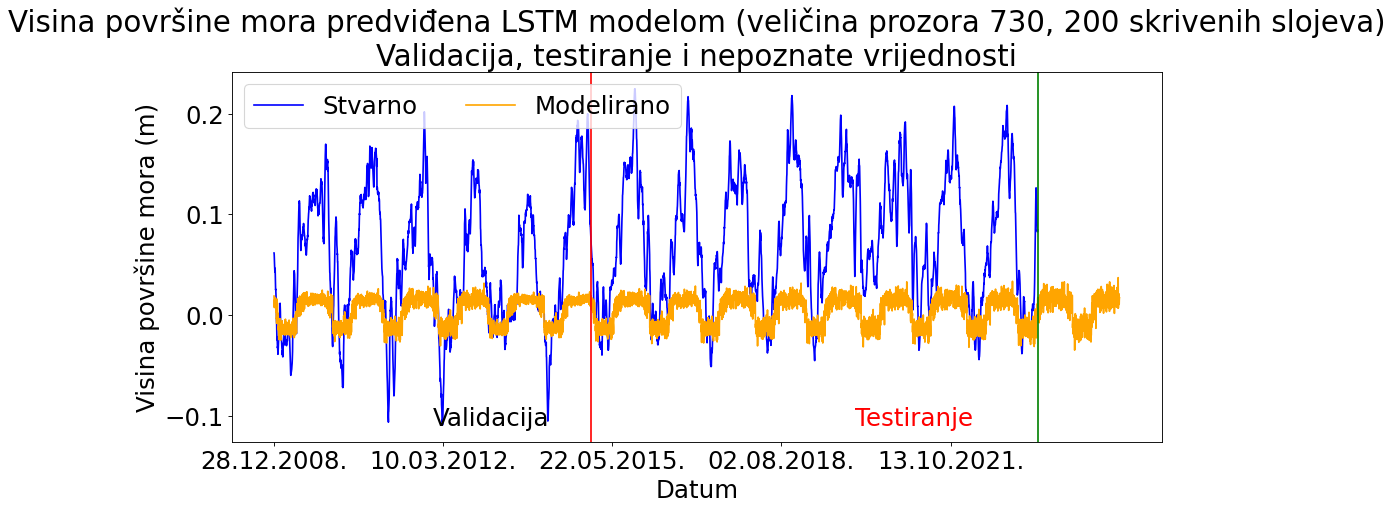 Visina površine mora predviđena LSTM modelom (veličina prozora 730, 200 skrivenih slojeva)
Validacija, testiranje i nepoznate vrijednosti
Stvarno
Modelirano
Visina površine mora (m)
0.2
0.1
0.0
−0.1
Validacija
Testiranje
28.12.2008.
10.03.2012.
22.05.2015.
02.08.2018.
13.10.2021.
Datum